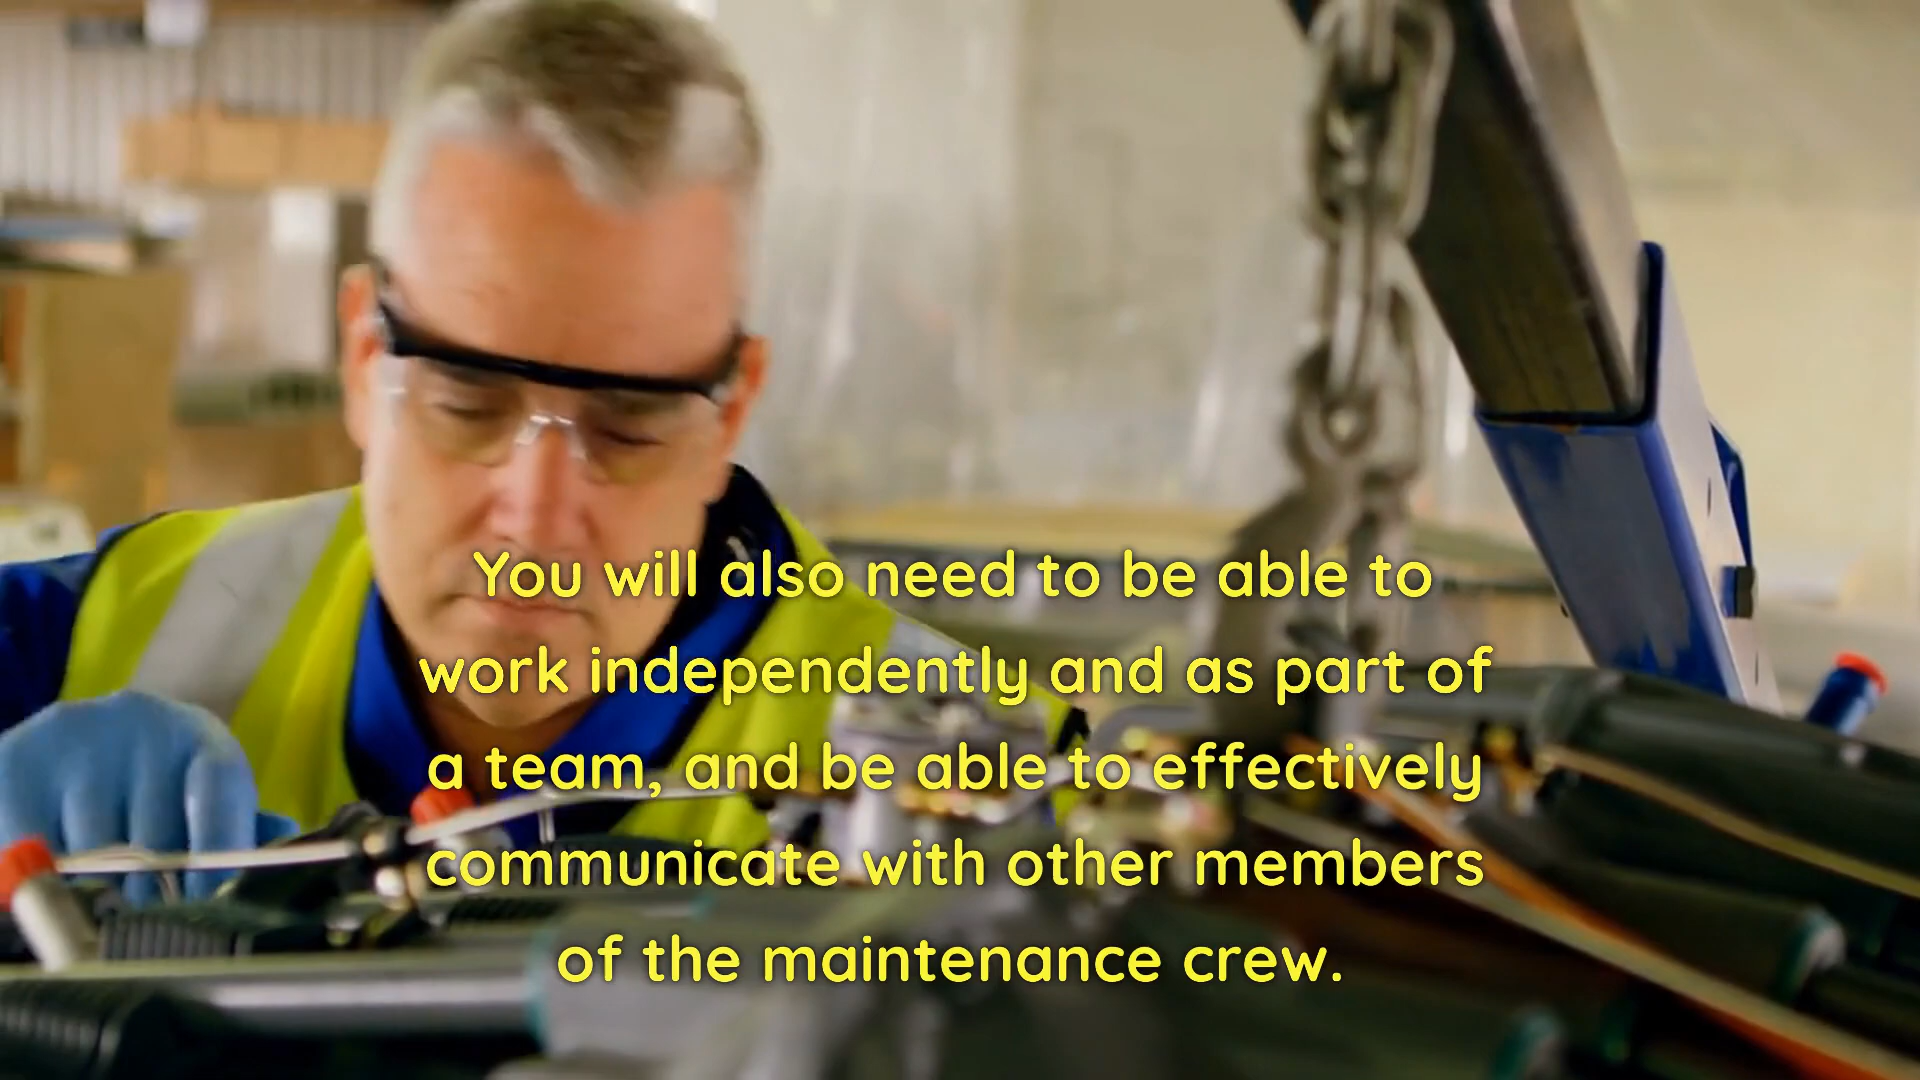 You will also need to be able to
work independently and as part of
a team, and be able to effectively
communicate with other members
of the maintenance crew.